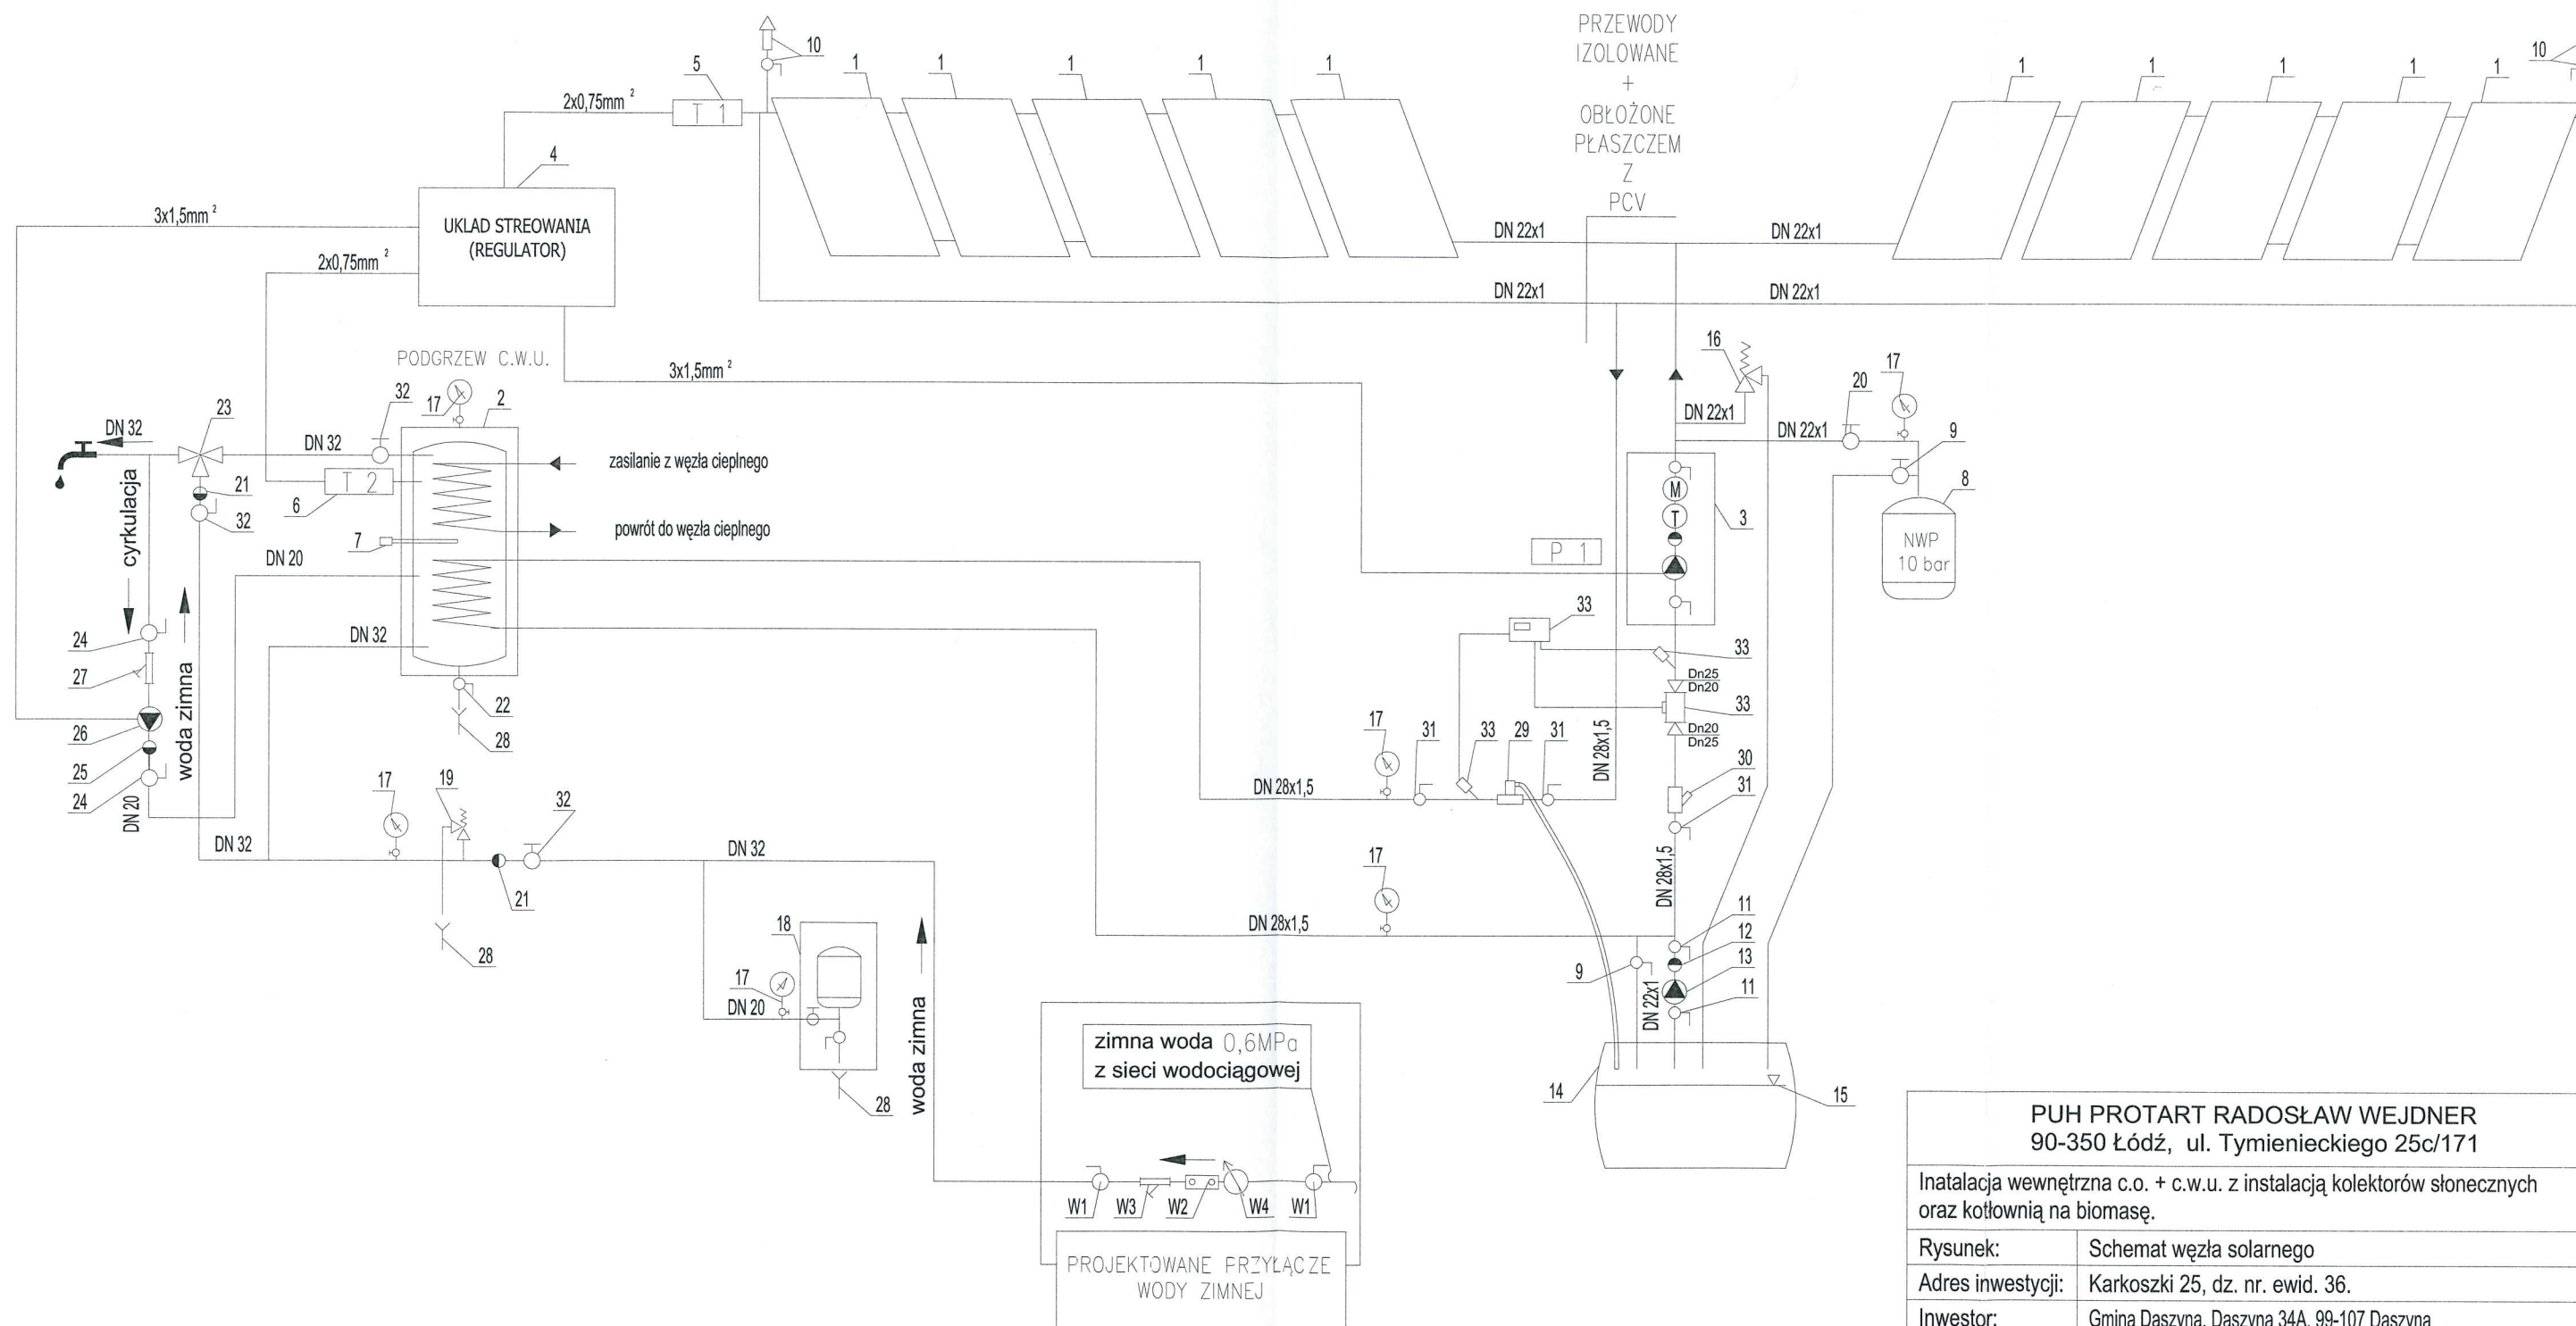 PRZEWODY
IZOLOWANE
+
OBŁOŻONE
PŁASZCZEM
Z
PCV
10
5
1
1
1
1
1
1
1
1
1
1
10
2x0,75mm 2
T 1
4
3x1,5mm 2
UKLAD STREOWANIA
(REGULATOR)
2x0,75mm 2
DN 22x1
DN 22x1
DN 22x1
DN 22x1
PODGRZEW C.W.U.
3x1,5mm 2
16
17
20
9
8
DN 22x1
DN 22x1
NWP
10 bar
23
32
17
2
DN 32
DN 32
T 2
6
21
32
7
zasilanie z węzła cieplnego
powrót do węzła cieplnego
cyrkulacja
DN 20
DN 32
M
T
3
P 1
24
27
26
25
24
DN 20
woda zimna
22
28
33
33
Dn25
Dn20
33
Dn20
Dn25
17
31
33
29
31
DN 28x1,5
30
31
DN 28x1,5
17
19
32
DN 32
21
28
DN 32
17
DN 28x1,5
DN 28x1,5
18
17
DN 20
28
woda zimna
11
12
13
11
9
DN 22x1
14
15
zimna woda 0,6MPa
z sieci wodociągowej
W1
W3
W2
W4
W1
PROJEKTOWANE PRZYŁĄCZE
WODY ZIMNEJ
PUH PROTART RADOSŁAW WEJDNER
90-350 Łódź, ul. Tymienieckiego 25c/171
Inatalacja wewnętrzna c.o. + c.w.u. z instalacją kolektorów słonecznych
oraz kotłownią na biomasę.
Rysunek: Schemat węzła solarnego
Adres inwestycji: Karkoszki 25, dz. nr. ewid. 36.
Inwestor: Gmina Daszyna, Daszyna 34A, 99-107 Daszyna